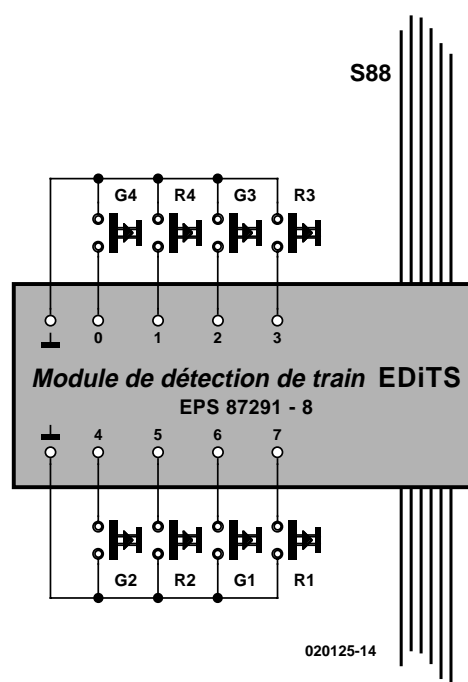 S88
G4 R4 G3 R3
0 1 2 3
Module de détection de train EDiTS
EPS 87291 - 8
4 5 6 7
G2 R2 G1 R1
020125-14